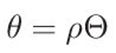 θ = ρΘ